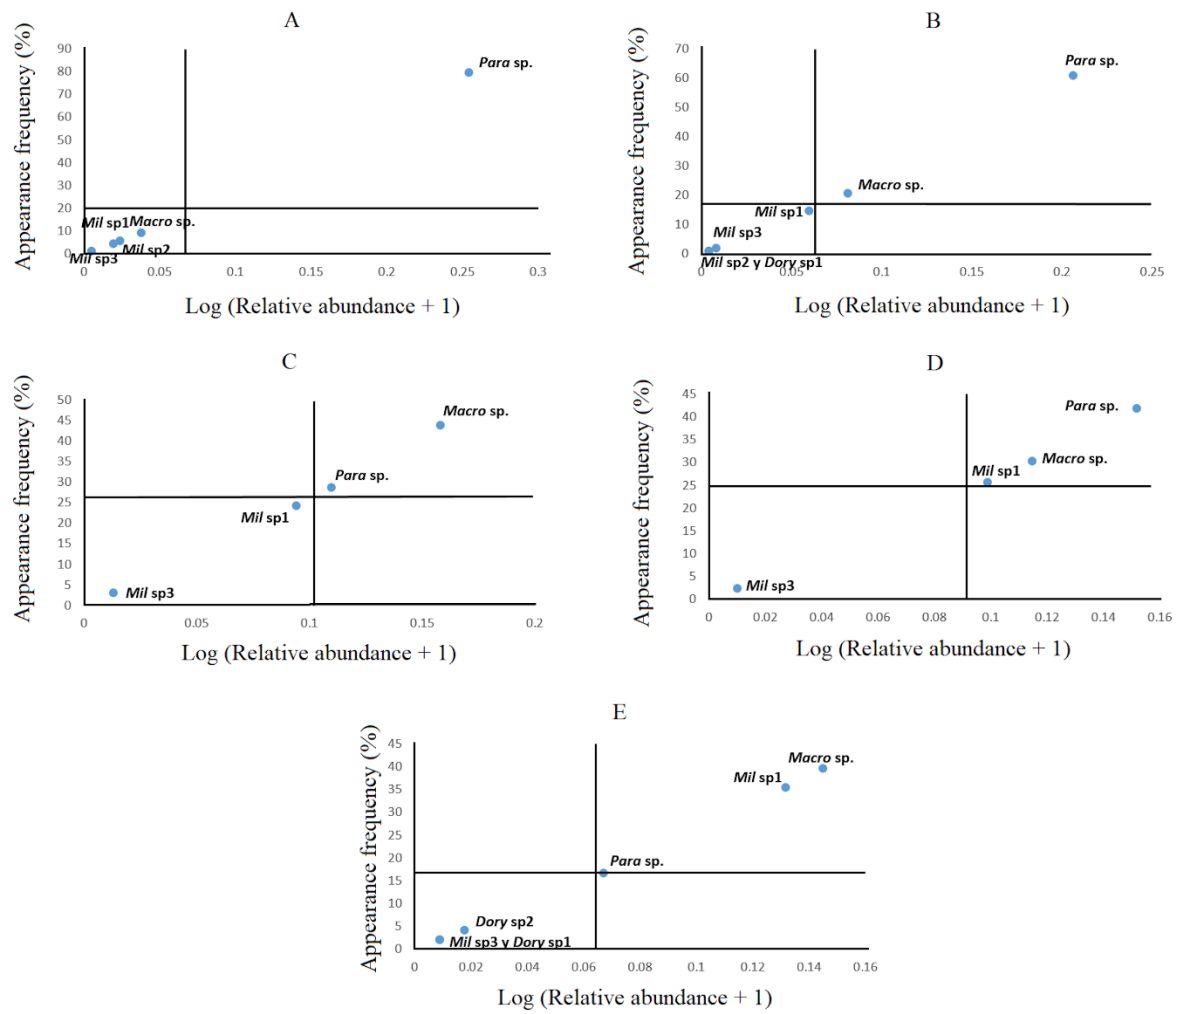 A
Appearance frequency (%)
90
80
70
60
50
40
30
20
10
0
Para sp.
Mil sp1
Macro sp.
Mil sp2
Mil sp3
0
0.05
0.1
0.15
0.2
0.25
0.3
Log (Relative abundance + 1)
B
Appearance frequency (%)
70
60
50
40
30
20
10
0
Para sp.
Macro sp.
Mil sp1
Mil sp3
Mil sp2 y Dory sp1
0
0.05
0.1
0.15
0.2
0.25
Log (Relative abundance + 1)
C
Appearance frequency (%)
50
45
40
35
30
25
20
15
10
5
0
Macro sp.
Para sp.
Mil sp1
Mil sp3
0
0.05
0.1
0.15
0.2
Log (Relative abundance + 1)
D
Appearance frequency (%)
45
40
35
30
25
20
15
10
5
0
Para sp.
Macro sp.
Mil sp1
Mil sp3
0
0.02
0.04
0.06
0.08
0.1
0.12
0.14
0.16
Log (Relative abundance + 1)
E
Appearance frequency (%)
45
40
35
30
25
20
15
10
5
0
Macro sp.
Mil sp1
Para sp.
Dory sp2
Mil sp3 y Dory sp1
0
0.02
0.04
0.06
0.08
0.1
0.12
0.14
0.16
Log (Relative abundance + 1)